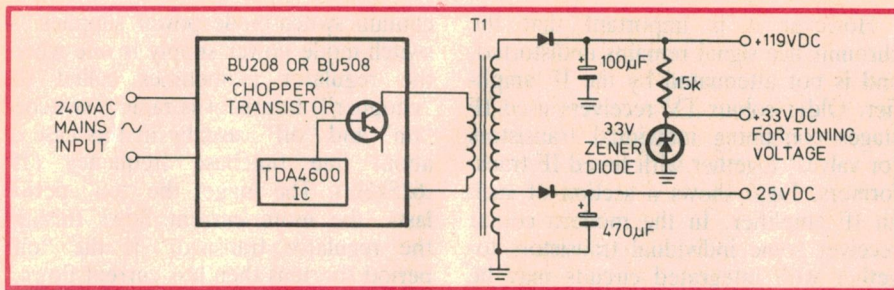 T1
BU208 OR BU508
"CHOPPER"
TRANSISTOR
240VAC
MAINS
INPUT
TDA4600
IC
+
100µF
+119VDC
15k
+33VDC
FOR TUNING
VOLTAGE
33V
ZENER
DIODE
25VDC
+
470µF